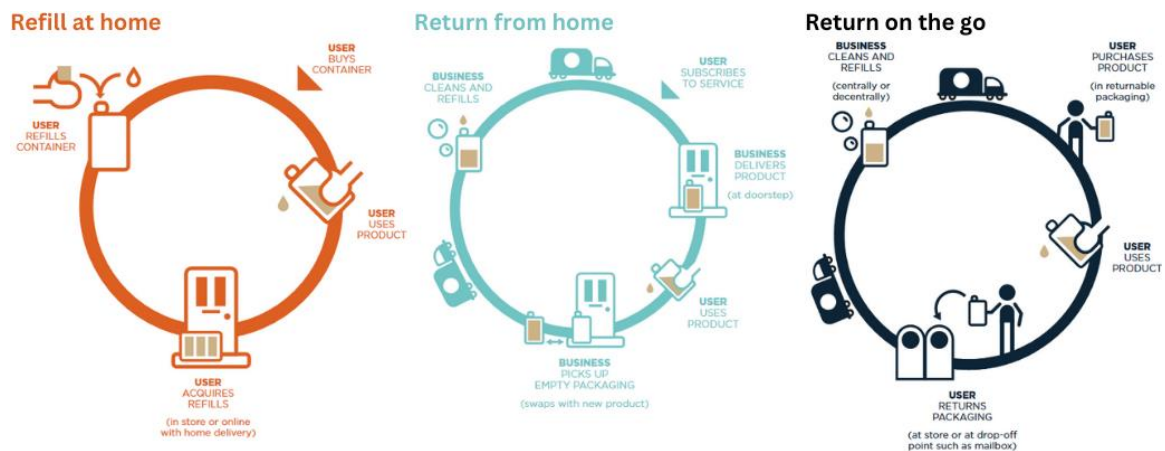 Refill at home
USER
BUYS
CONTAINER
USER
REFILLS
CONTAINER
USER
USES
PRODUCT
USER
ACQUIRES
REFILLS
(in store or online
with home delivery)
Return from home
BUSINESS
CLEANS AND
REFILLS
USER
SUBSCRIBES
TO SERVICE
BUSINESS
DELIVERS
PRODUCT
(at doorstep)
USER
USES
PRODUCT
BUSINESS
PICKS UP
EMPTY PACKAGING
(swaps with new product)
Return on the go
BUSINESS
CLEANS AND
REFILLS
(centrally or
decentrally)
USER
PURCHASES
PRODUCT
(in returnable
packaging)
USER
USES
PRODUCT
USER
RETURNS
PACKAGING
(at store or at drop-off
point such as mailbox)